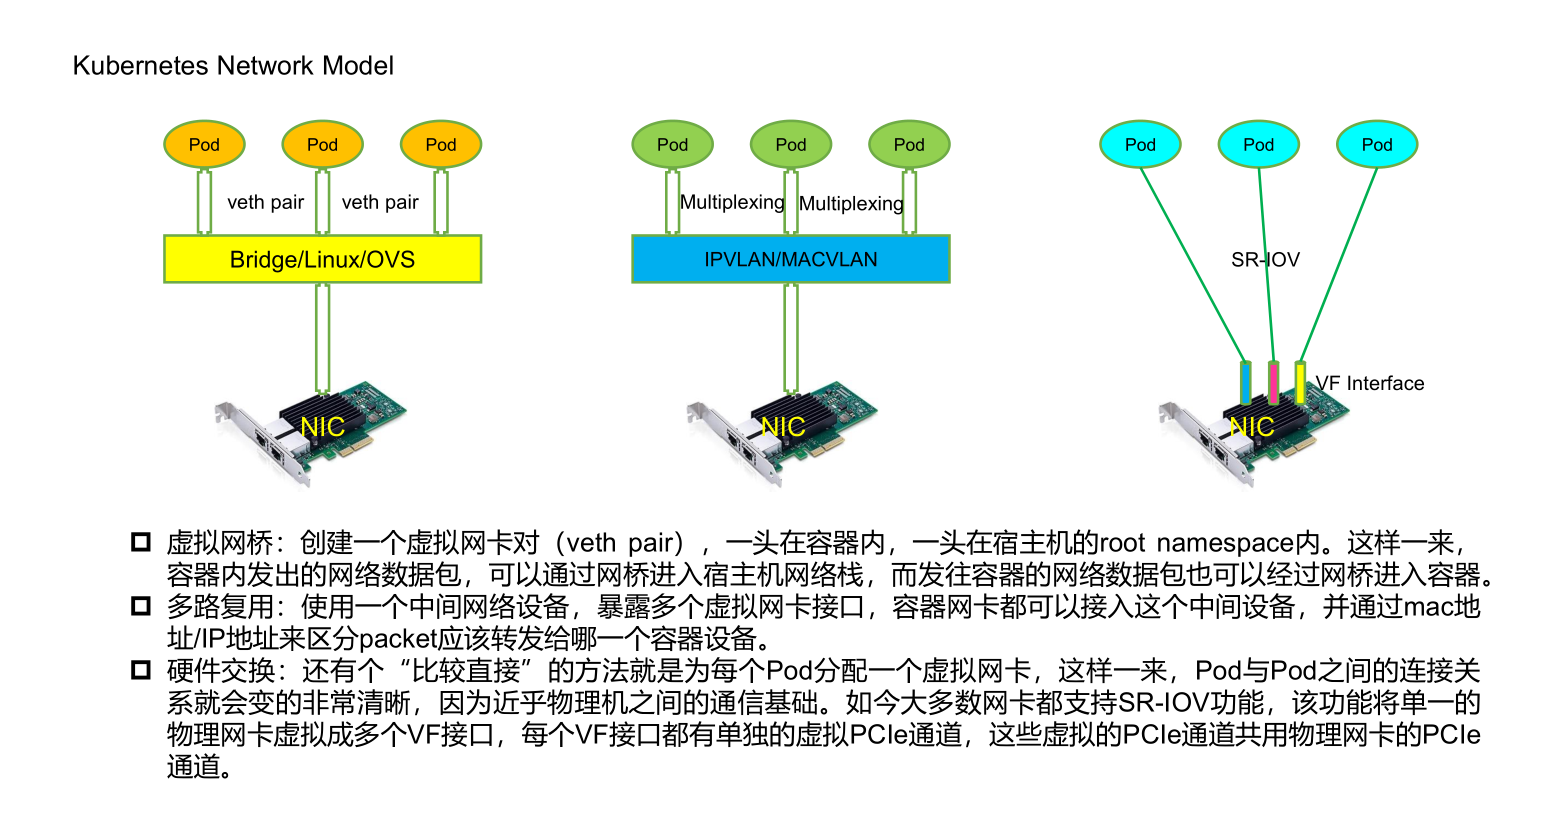 Kubernetes Network Model
Pod Pod Pod
veth pair veth pair
Bridge/Linux/OVS
NIC
Pod Pod Pod
Multiplexing Multiplexing
IPVLAN/MACVLAN
NIC
Pod Pod Pod
SR-IOV
VF Interface
NIC
虚拟网桥：创建一个虚拟网卡对（veth pair），一头在容器内，一头在宿主机的root namespace内。这样一来，
容器内发出的网络数据包，可以通过网桥进入宿主机网络栈，而发往容器的网络数据包也可以经过网桥进入容器。
多路复用：使用一个中间网络设备，暴露多个虚拟网卡接口，容器网卡都可以接入这个中间设备，并通过mac地
址/IP地址来区分packet应该转发给哪一个容器设备。
硬件交换：还有个“比较直接”的方法就是为每个Pod分配一个虚拟网卡，这样一来，Pod与Pod之间的连接关
系就会变的非常清晰，因为近乎物理机之间的通信基础。如今大多数网卡都支持SR-IOV功能，该功能将单一的
物理网卡虚拟成多个VF接口，每个VF接口都有单独的虚拟PCIe通道，这些虚拟的PCIe通道共用物理网卡的PCIe
通道。